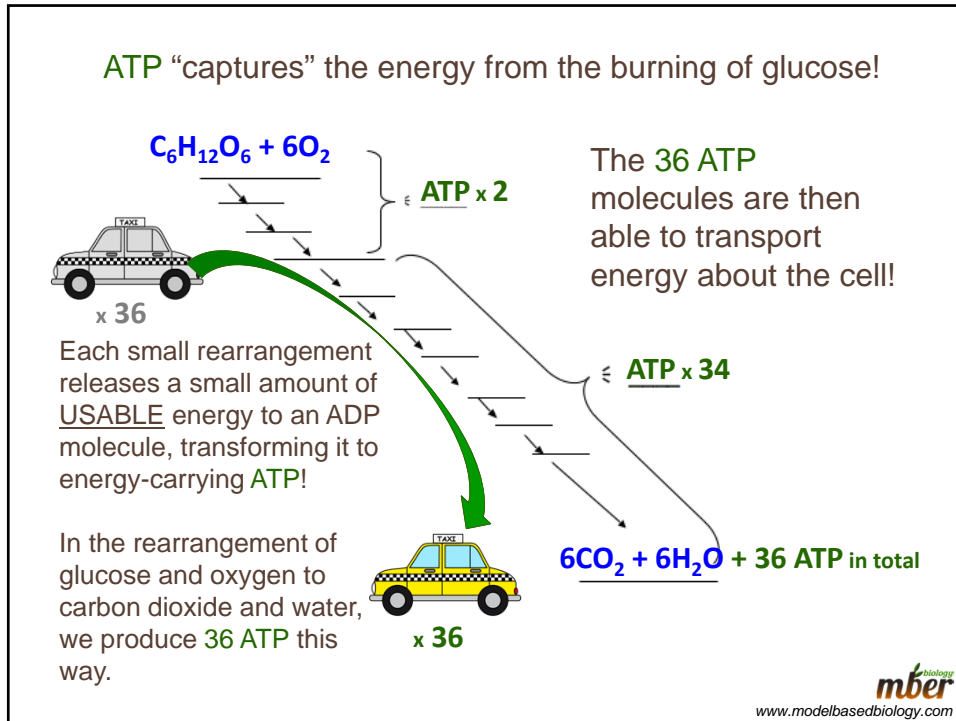 ATP “captures” the energy from the burning of glucose!
C₆H₁₂O₆ + 6O₂
ATP x 2
The 36 ATP
molecules are then
able to transport
energy about the cell!
TAXI
x 36
Each small rearrangement
releases a small amount of
USABLE energy to an ADP
molecule, transforming it to
energy-carrying ATP!
ATP x 34
In the rearrangement of
glucose and oxygen to
carbon dioxide and water,
we produce 36 ATP this
way.
TAXI
x 36
6CO₂ + 6H₂O + 36 ATP in total
biology
mber
www.modelbasedbiology.com